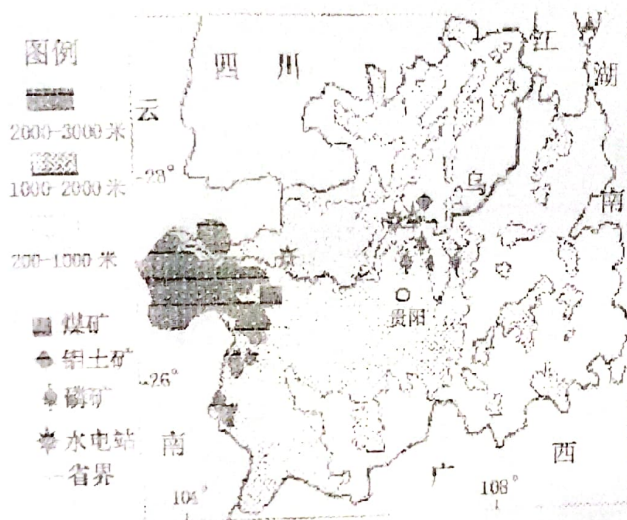 图例
2000-3000米
1000-2000米
200-1000米
煤矿
铝土矿
磷矿
水电站
省界
四 川
云
南
江
湖
南
乌
贵阳
广
西
28°
26°
104°
108°